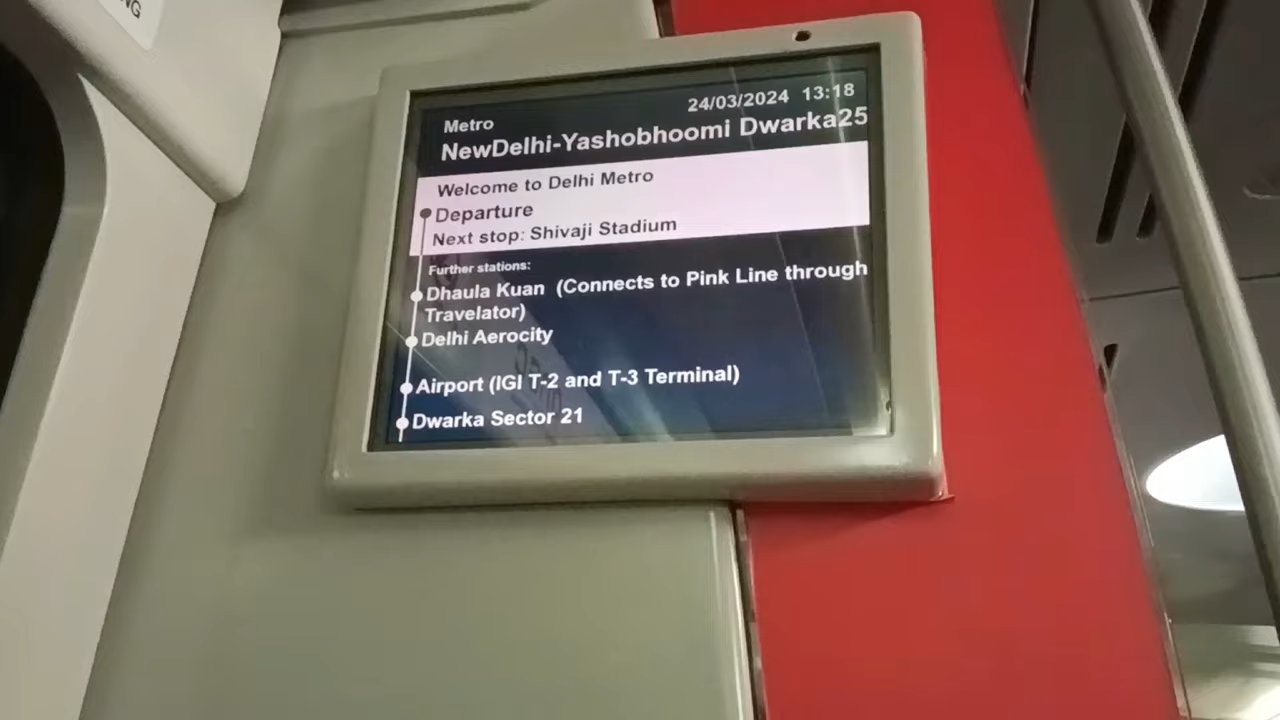 24/03/2024 13:18
Metro
NewDelhi-Yashobhoomi Dwarka25
Welcome to Delhi Metro
Departure
Next stop: Shivaji Stadium
Further stations:
Dhaula Kuan (Connects to Pink Line through
Travelator)
Delhi Aerocity
Airport (IGI T-2 and T-3 Terminal)
Dwarka Sector 21